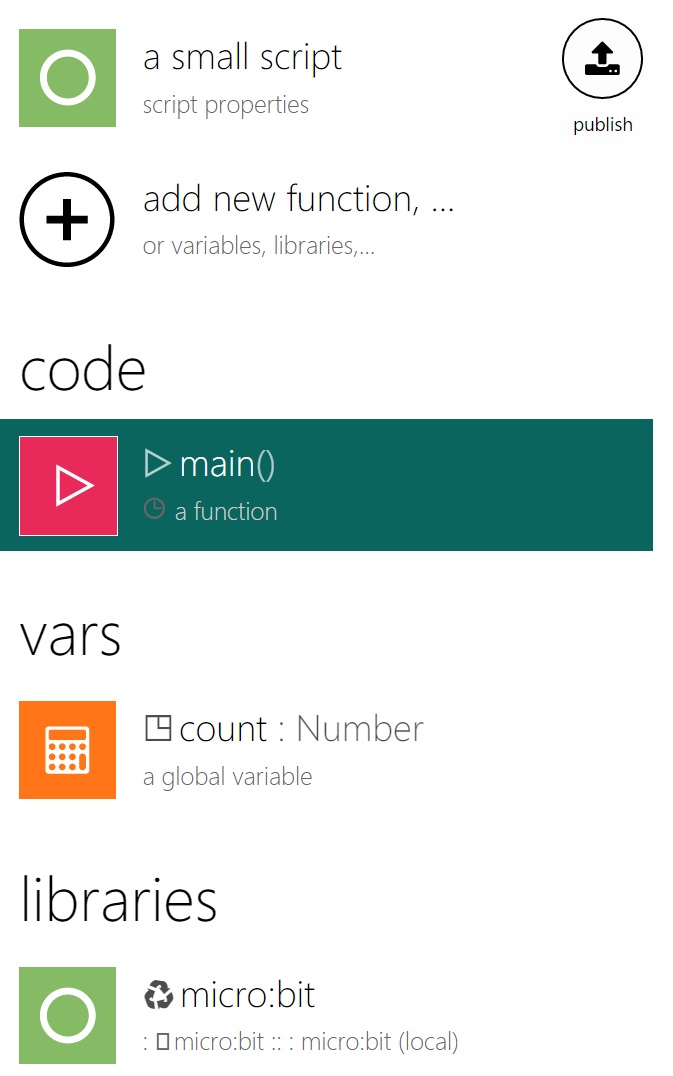 a small script
script properties
publish
add new function, ...
or variables, libraries,...
code
main()
a function
vars
count : Number
a global variable
libraries
micro:bit
: micro:bit :: : micro:bit (local)